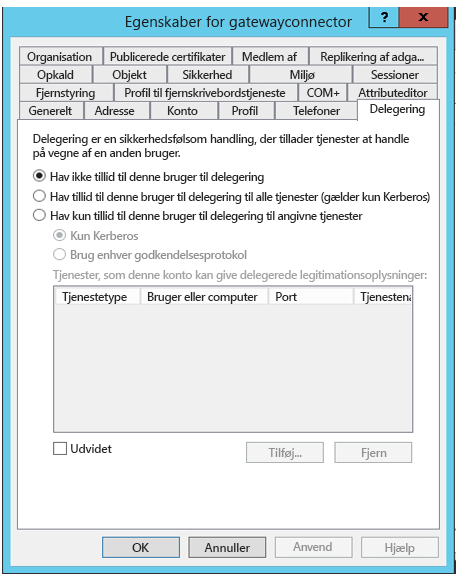 Egenskaber for gatewayconnector
?
x
Organisation Publicerede certifikater Medlem af Replikering af adga...
Opkald Objekt Sikkerhed Miljø Sessioner
Fjernstyring Profil til fjernskrivebordstjeneste COM+ Attributeditor
Generelt Adresse Konto Profil Telefoner Delegering
Delegering er en sikkerhedsfølsom handling, der tillader tjenester at handle
på vegne af en anden bruger.
Hav ikke tillid til denne bruger til delegering
Hav tillid til denne bruger til delegering til alle tjenester (gælder kun Kerberos)
Hav kun tillid til denne bruger til delegering til angivne tjenester
Kun Kerberos
Brug enhver godkendelsesprotokol
Tjenester, som denne konto kan give delegerede legitimationsoplysninger:
Tjenestetype Bruger eller computer Port Tjenestena
Udvidet Tilføj... Fjern
OK Annuller Anvend Hjælp